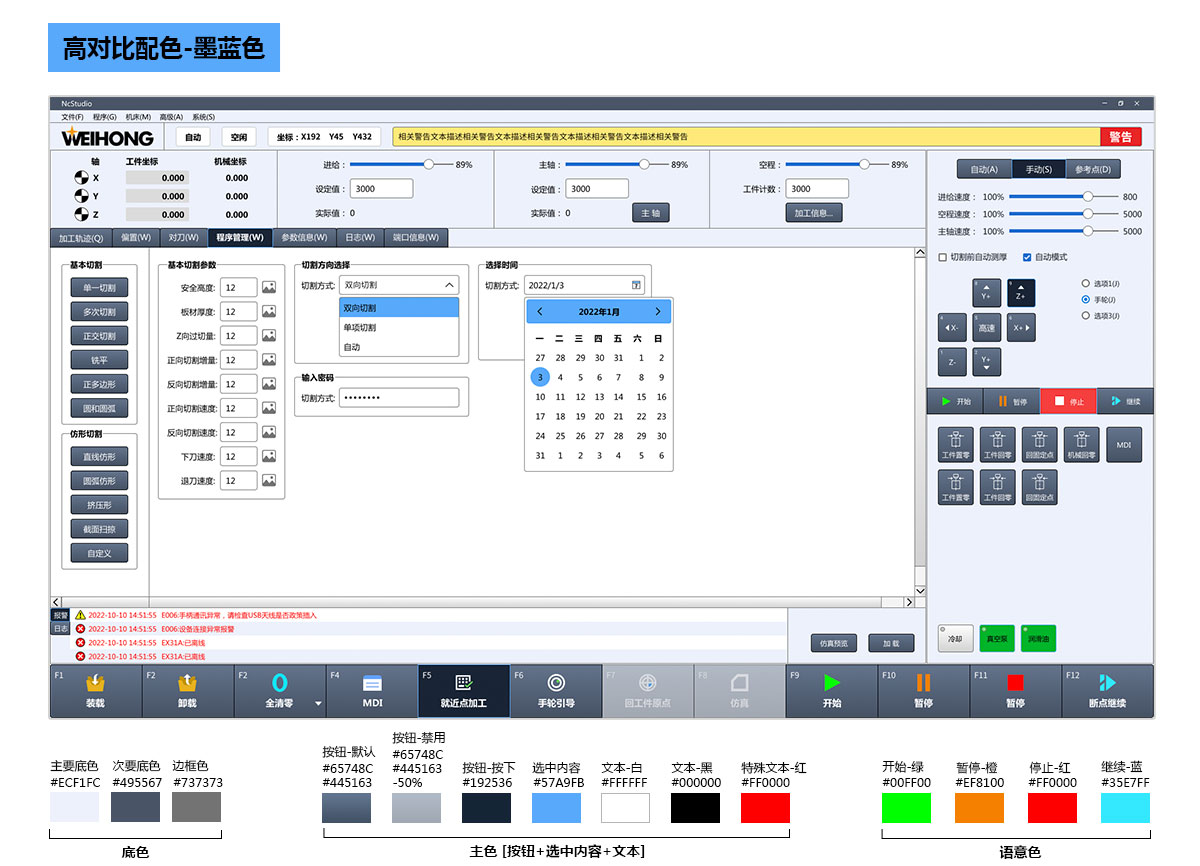 高对比配色-墨蓝色
NcStudio
文件(F) 程序(G) 机床(M) 高级(A) 系统(S)
WEIHONG 自动 空闲 坐标：X192 Y45 Y432 相关警告文本描述相关警告文本描述相关警告文本描述相关警告文本描述相关警告 警告
轴 工件坐标 机械坐标
X 0.000 0.000
Y 0.000 0.000
Z 0.000 0.000
进给： 89%
设定值： 3000
实际值： 0
主轴： 89%
设定值： 3000
实际值： 0 主轴
空程： 89%
工件计数： 3000
加工信息...
自动(A) 手动(S) 参考点(D)
进给速度： 100% 800
空程速度： 100% 5000
主轴速度： 100% 5000
加工轨迹(Q) 偏置(W) 对刀(W) 程序管理(W) 参数信息(W) 日志(W) 端口信息(W)
基本切割
单一切割
多次切割
正交切割
铣平
正多边形
圆和圆弧
仿形切割
直线仿形
圆弧仿形
挤压形
截面扫掠
自定义
基本切割参数
安全高度: 12
板材厚度: 12
Z向过切量: 12
正向切割增量: 12
反向切割增量: 12
正向切割速度: 12
反向切割速度: 12
下刀速度: 12
退刀速度: 12
切割方向选择
切割方式: 双向切割
双向切割
单项切割
自动
输入密码
切割方式: ••••••••
选择时间
切割方式: 2022/1/3
2022年1月
一 二 三 四 五 六 日
27 28 29 30 31 1 2
3 4 5 6 7 8 9
10 11 12 13 14 15 16
17 18 19 20 21 22 23
24 25 26 27 28 29 30
31 1 2 3 4 5 6
切割前自动测厚 自动模式
Y+ Z+
X- 高速 X+
Z- Y+
选项1(J)
手轮(J)
选项3(J)
开始 暂停 停止 继续
工件置零 工件回零 回固定点 机械回零 MDI
工件置零 工件回零 回固定点
冷却 真空泵 润滑油
报警
日志
2022-10-10 14:51:55 E006:手柄通讯异常，请检查USB天线是否政策插入
2022-10-10 14:51:55 E006:设备连接异常报警
2022-10-10 14:51:55 EX31A:已离线
2022-10-10 14:51:55 EX31A:已离线
仿真预览 加载
F1 装载
F2 卸载
F2 全清零
F4 MDI
F5 就近点加工
F6 手轮引导
F7 回工件原点
F8 仿真
F9 开始
F10 暂停
F11 暂停
F12 断点继续
主要底色
#ECF1FC
次要底色
#495567
边框色
#737373
底色
按钮-默认
#65748C
#445163
按钮-禁用
#65748C
#445163
-50%
按钮-按下
#192536
选中内容
#57A9FB
文本-白
#FFFFFF
文本-黑
#000000
特殊文本-红
#FF0000
主色 [按钮+选中内容+文本]
开始-绿
#00FF00
暂停-橙
#EF8100
停止-红
#FF0000
继续-蓝
#35E7FF
语意色